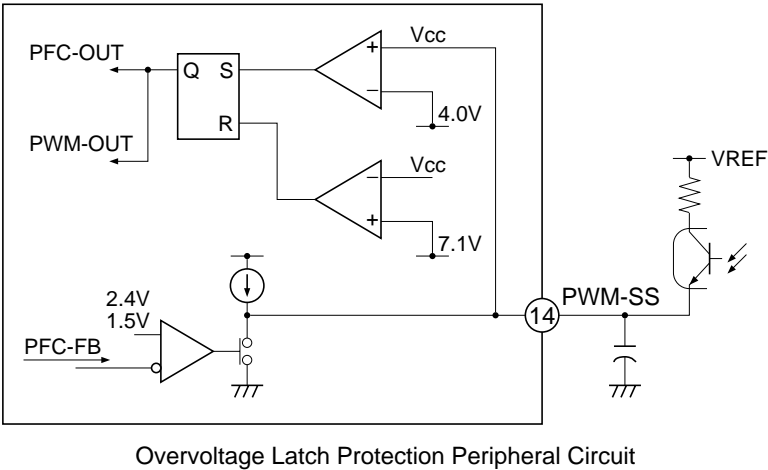 Vcc
PFC-OUT
Q S
+
−
4.0V
R
PWM-OUT
Vcc
−
+
7.1V
VREF
2.4V
1.5V
PFC-FB
14
PWM-SS
Overvoltage Latch Protection Peripheral Circuit